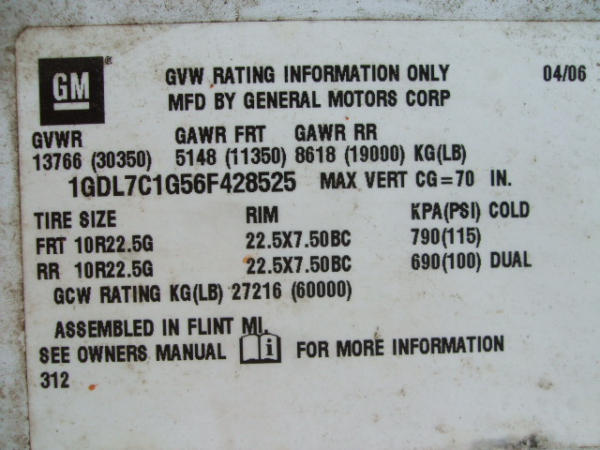 GM ® GVW RATING INFORMATION ONLY 04/06
MFD BY GENERAL MOTORS CORP
GVWR GAWR FRT GAWR RR
13766 (30350) 5148 (11350) 8618 (19000) KG(LB)
1GDL7C1G56F428525 MAX VERT CG=70 IN.
TIRE SIZE RIM KPA(PSI) COLD
FRT 10R22.5G 22.5X7.50BC 790(115)
RR 10R22.5G 22.5X7.50BC 690(100) DUAL
GCW RATING KG(LB) 27216 (60000)
ASSEMBLED IN FLINT MI.
SEE OWNERS MANUAL i FOR MORE INFORMATION
312